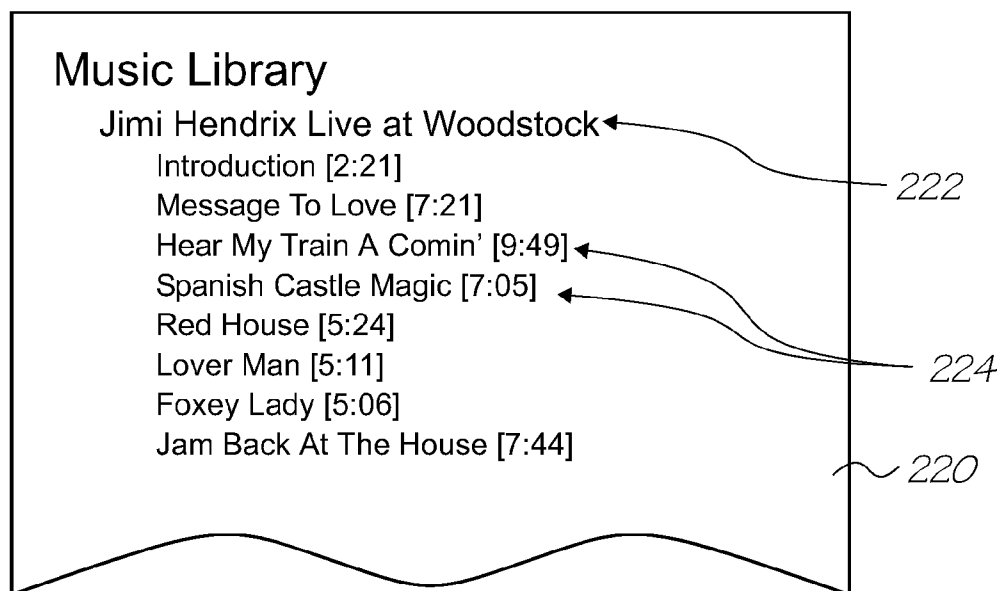 Music Library
Jimi Hendrix Live at Woodstock
Introduction [2:21]
Message To Love [7:21]
Hear My Train A Comin’ [9:49]
Spanish Castle Magic [7:05]
Red House [5:24]
Lover Man [5:11]
Foxey Lady [5:06]
Jam Back At The House [7:44]
222
224
220